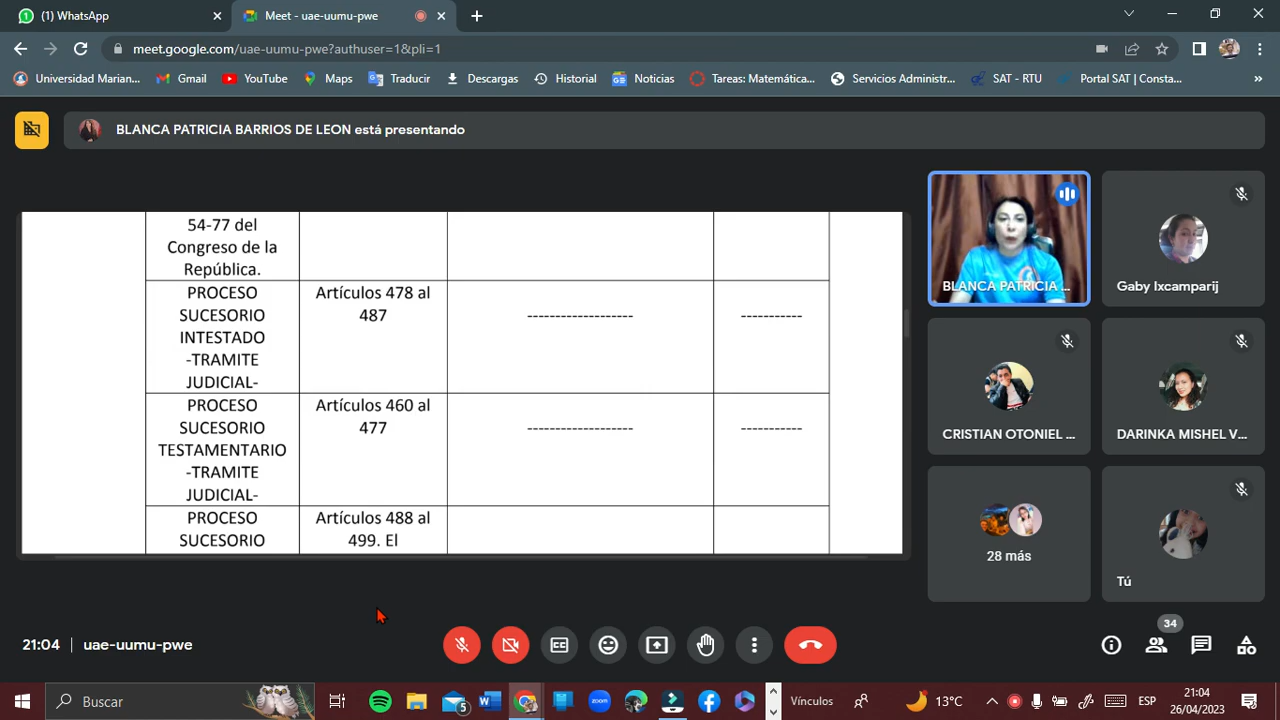 (1) WhatsApp
Meet - uae-uumu-pwe
meet.google.com/uae-uumu-pwe?authuser=1&pli=1
Universidad Marian... Gmail YouTube Maps Traducir Descargas Historial Noticias Tareas: Matemátic... Servicios Administr... SAT - RTU Portal SAT | Consta... »
BLANCA PATRICIA BARRIOS DE LEON está presentando
54-77 del
Congreso de la
República.
PROCESO
SUCESORIO
INTESTADO
-TRAMITE
JUDICIAL-
Artículos 478 al
487
-------------------
-----------
PROCESO
SUCESORIO
TESTAMENTARIO
-TRAMITE
JUDICIAL-
Artículos 460 al
477
-------------------
-----------
PROCESO
SUCESORIO
Artículos 488 al
499. El
BLANCA PATRICIA ...
Gaby Ixcamparij
CRISTIAN OTONIEL ...
DARINKA MISHEL V...
28 más
Tú
21:04 | uae-uumu-pwe
34
Buscar
5
W
zoom
Vínculos
13°C
ESP
21:04
26/04/2023